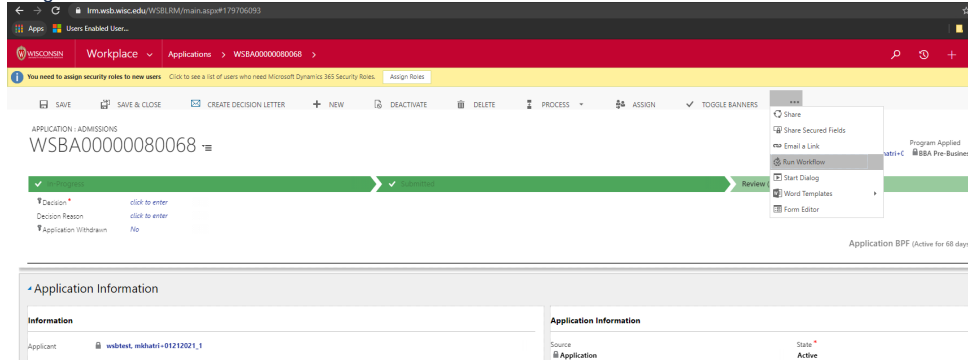 lrm.wsb.wisc.edu/WSBLRM/main.aspx#179706093
Apps Users Enabled User...
WISCONSIN Workplace Applications > WSBA00000080068 >
You need to assign security roles to new users Click to see a list of users who need Microsoft Dynamics 365 Security Roles. Assign Roles
SAVE SAVE & CLOSE CREATE DECISION LETTER + NEW DEACTIVATE DELETE PROCESS ASSIGN TOGGLE BANNERS ...
Share
Share Secured Fields
Email a Link
Run Workflow
Start Dialog
Word Templates
Form Editor
APPLICATION : ADMISSIONS
WSBA00000080068
Program Applied
hatri+C BBA Pre-Busines
In Progress Submitted Review (
Decision * click to enter
Decision Reason click to enter
Application Withdrawn No
Application BPF (Active for 68 days
Application Information
Information Application Information
Applicant wsbtest, mkhatri+01212021_1
Source State *
Application Active